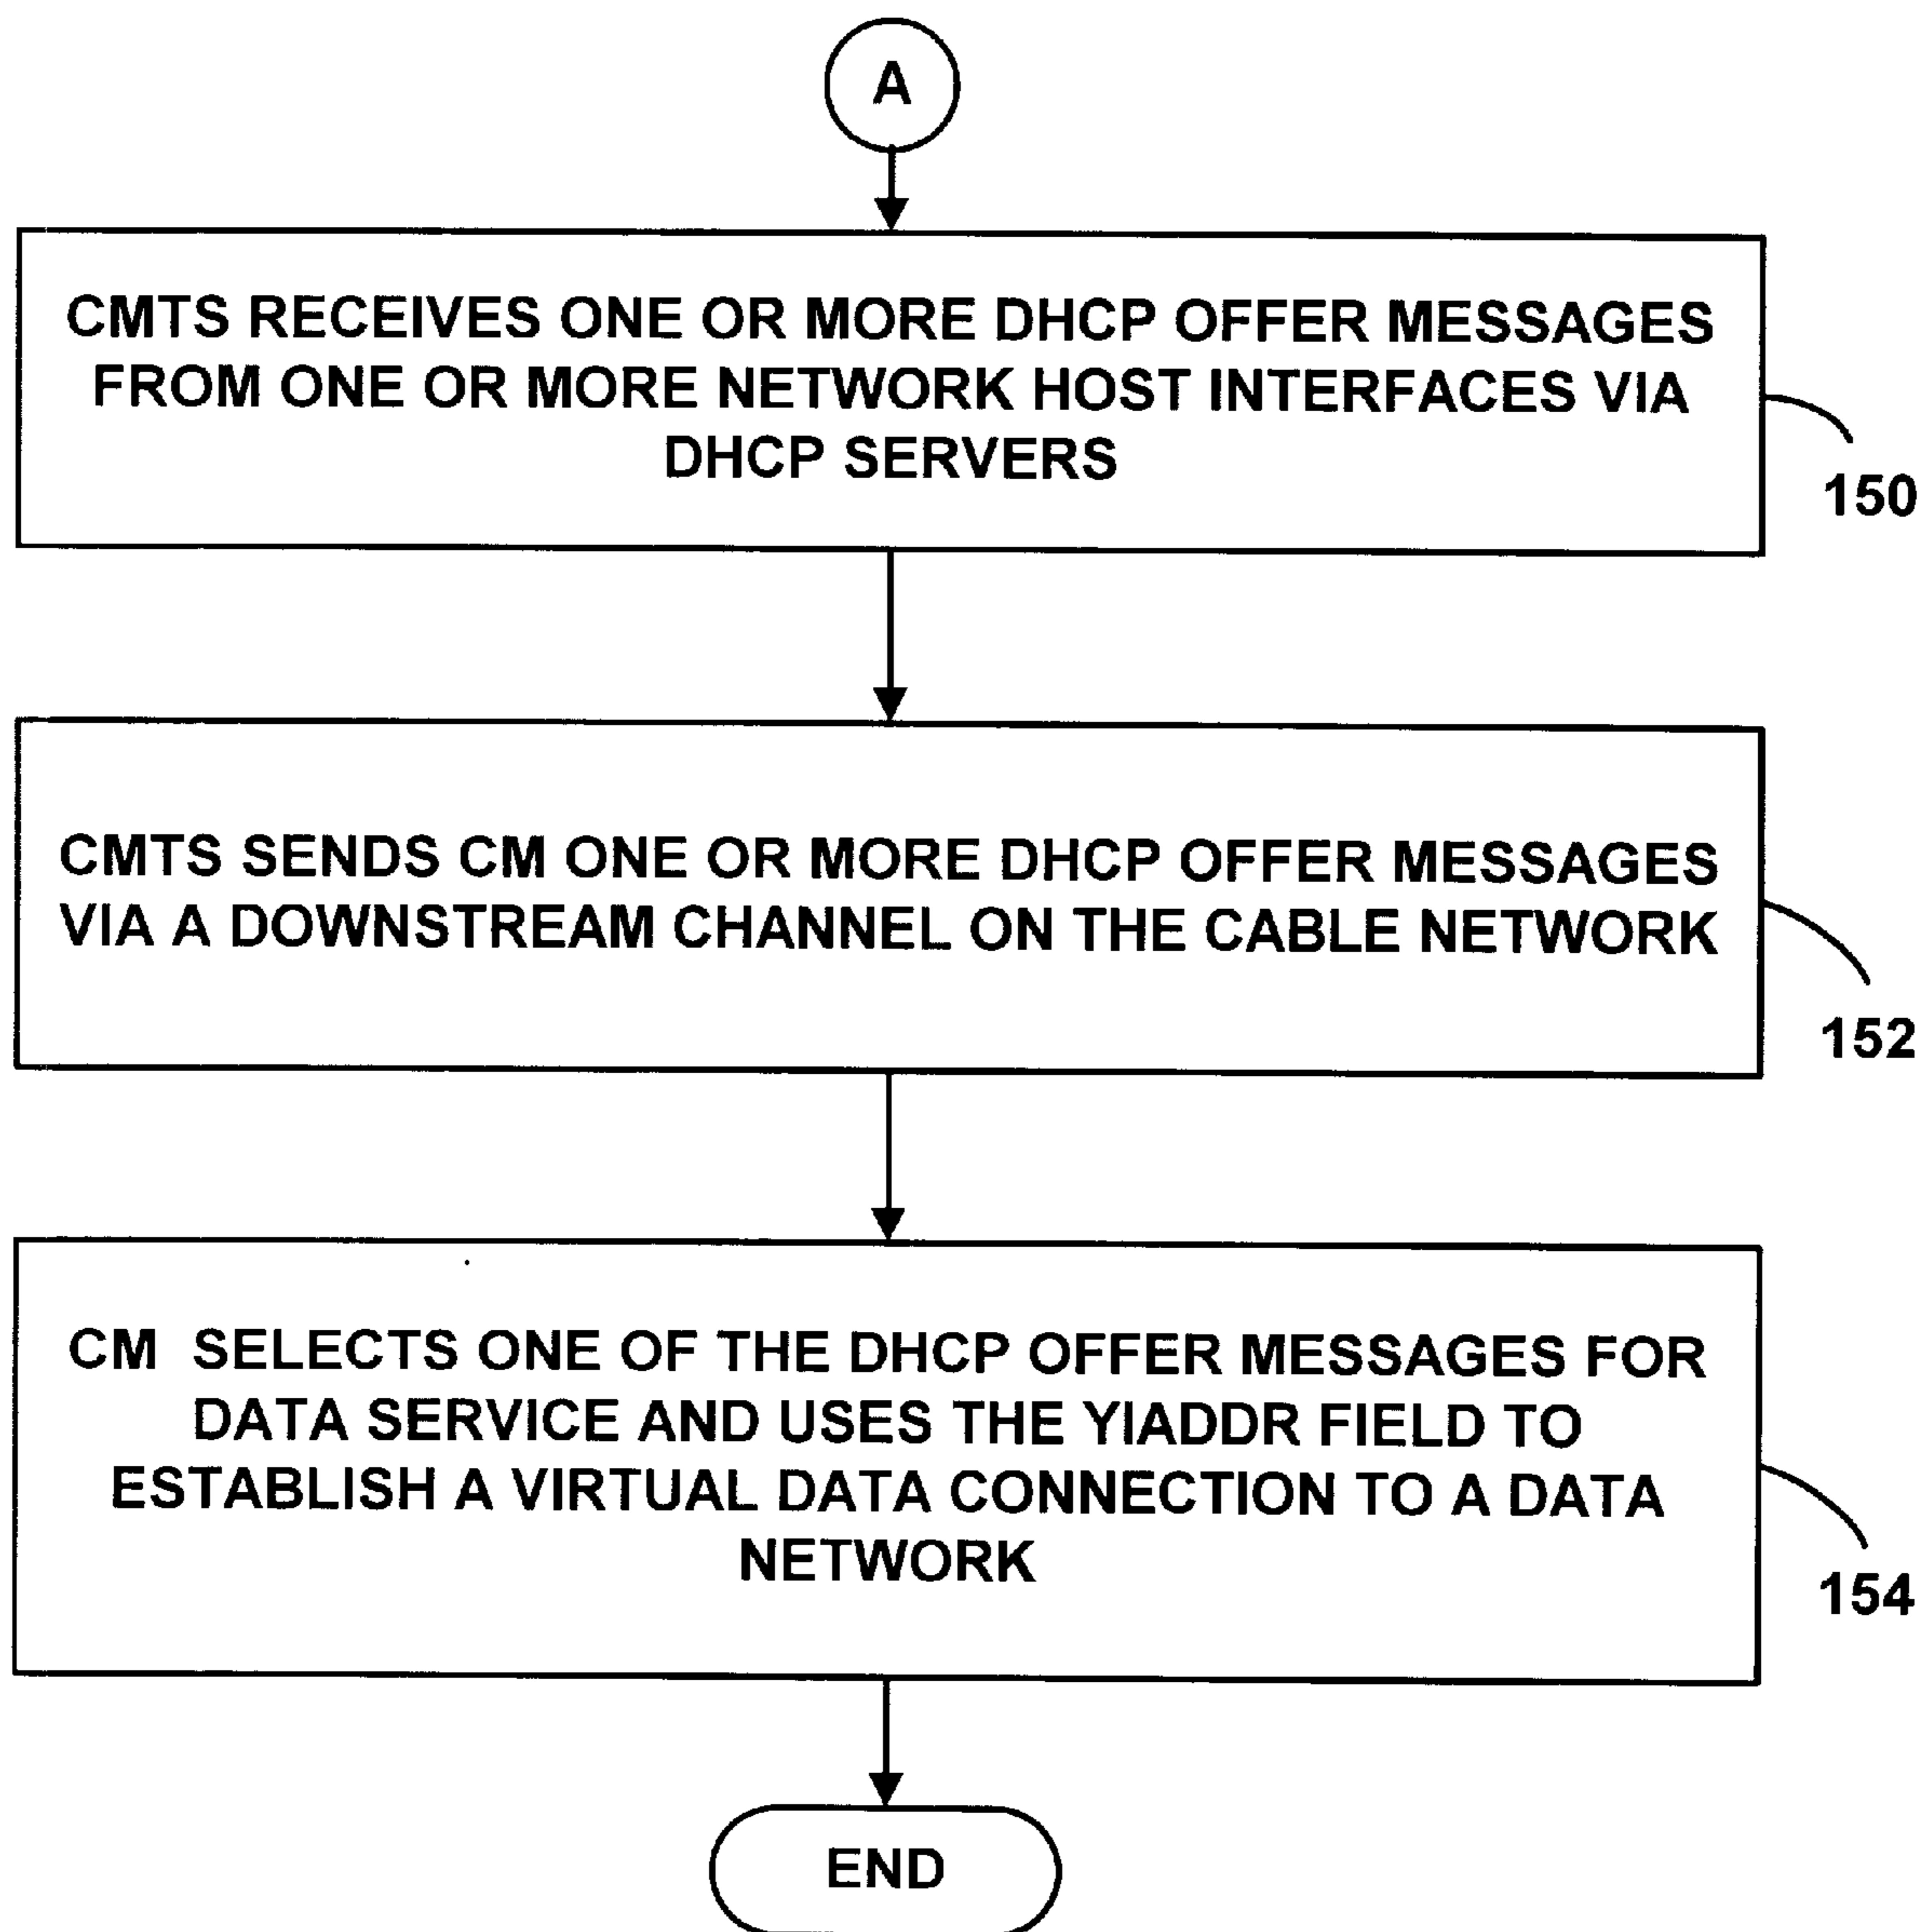 A
CMTS RECEIVES ONE OR MORE DHCP OFFER MESSAGES
FROM ONE OR MORE NETWORK HOST INTERFACES VIA
DHCP SERVERS
150
CMTS SENDS CM ONE OR MORE DHCP OFFER MESSAGES
VIA A DOWNSTREAM CHANNEL ON THE CABLE NETWORK
152
CM SELECTS ONE OF THE DHCP OFFER MESSAGES FOR
DATA SERVICE AND USES THE YIADDR FIELD TO
ESTABLISH A VIRTUAL DATA CONNECTION TO A DATA
NETWORK
154
END